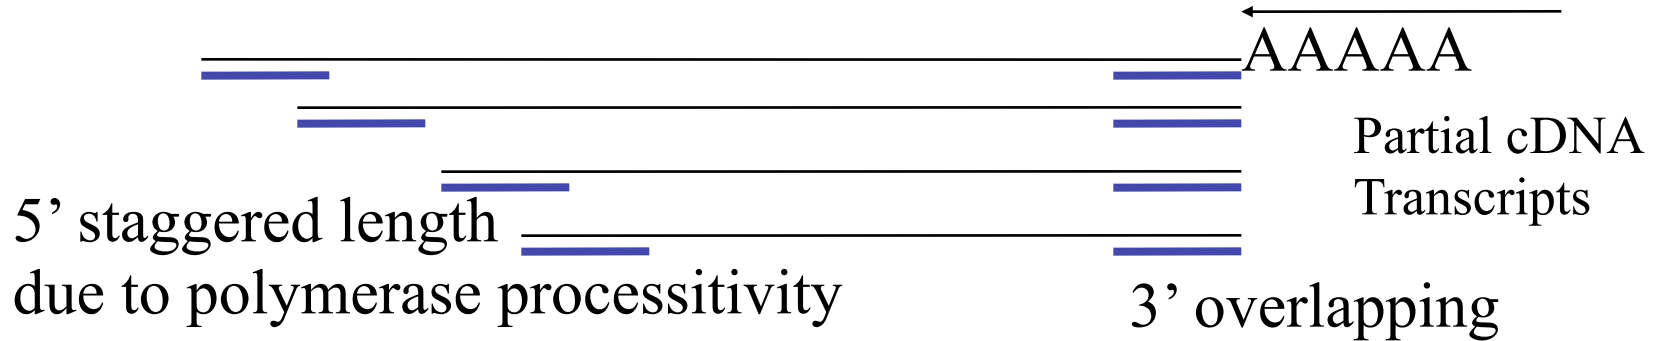 AAAAA
Partial cDNA
Transcripts
5’ staggered length
due to polymerase processitivity
3’ overlapping